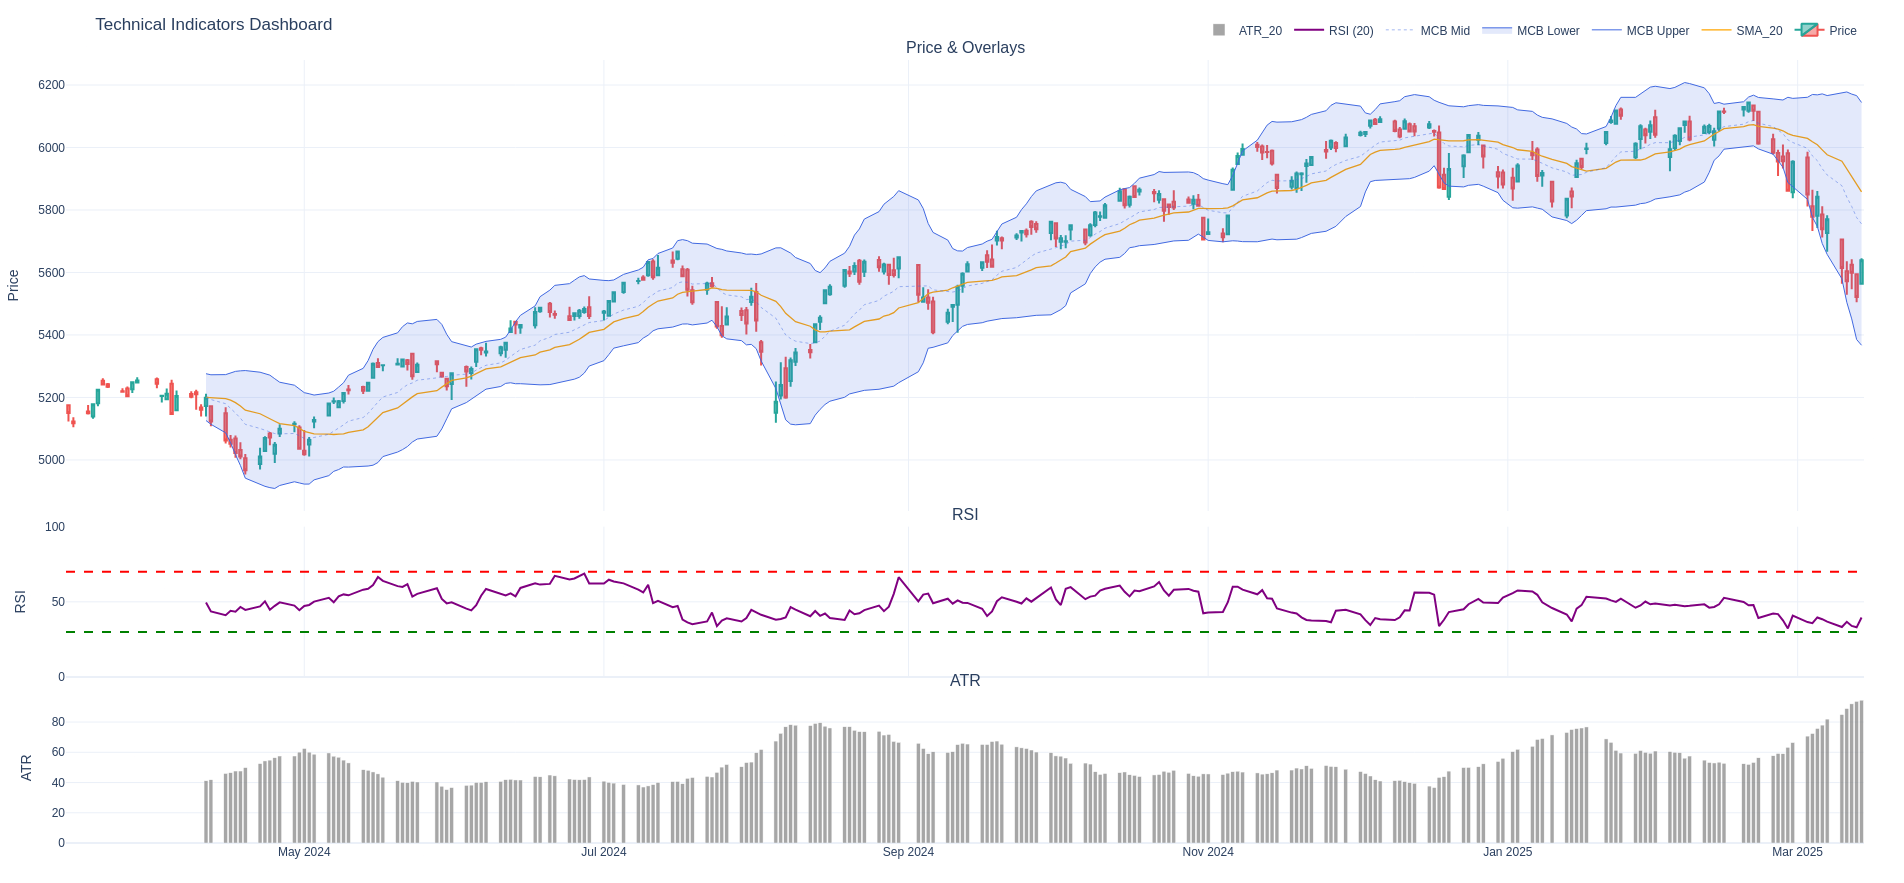 Technical Indicators Dashboard
ATR_20 RSI (20) MCB Mid MCB Lower MCB Upper SMA_20 Price
Price & Overlays
6200
6000
5800
5600
5400
5200
5000
Price
RSI
100
50
0
RSI
ATR
80
60
40
20
0
ATR
May 2024 Jul 2024 Sep 2024 Nov 2024 Jan 2025 Mar 2025